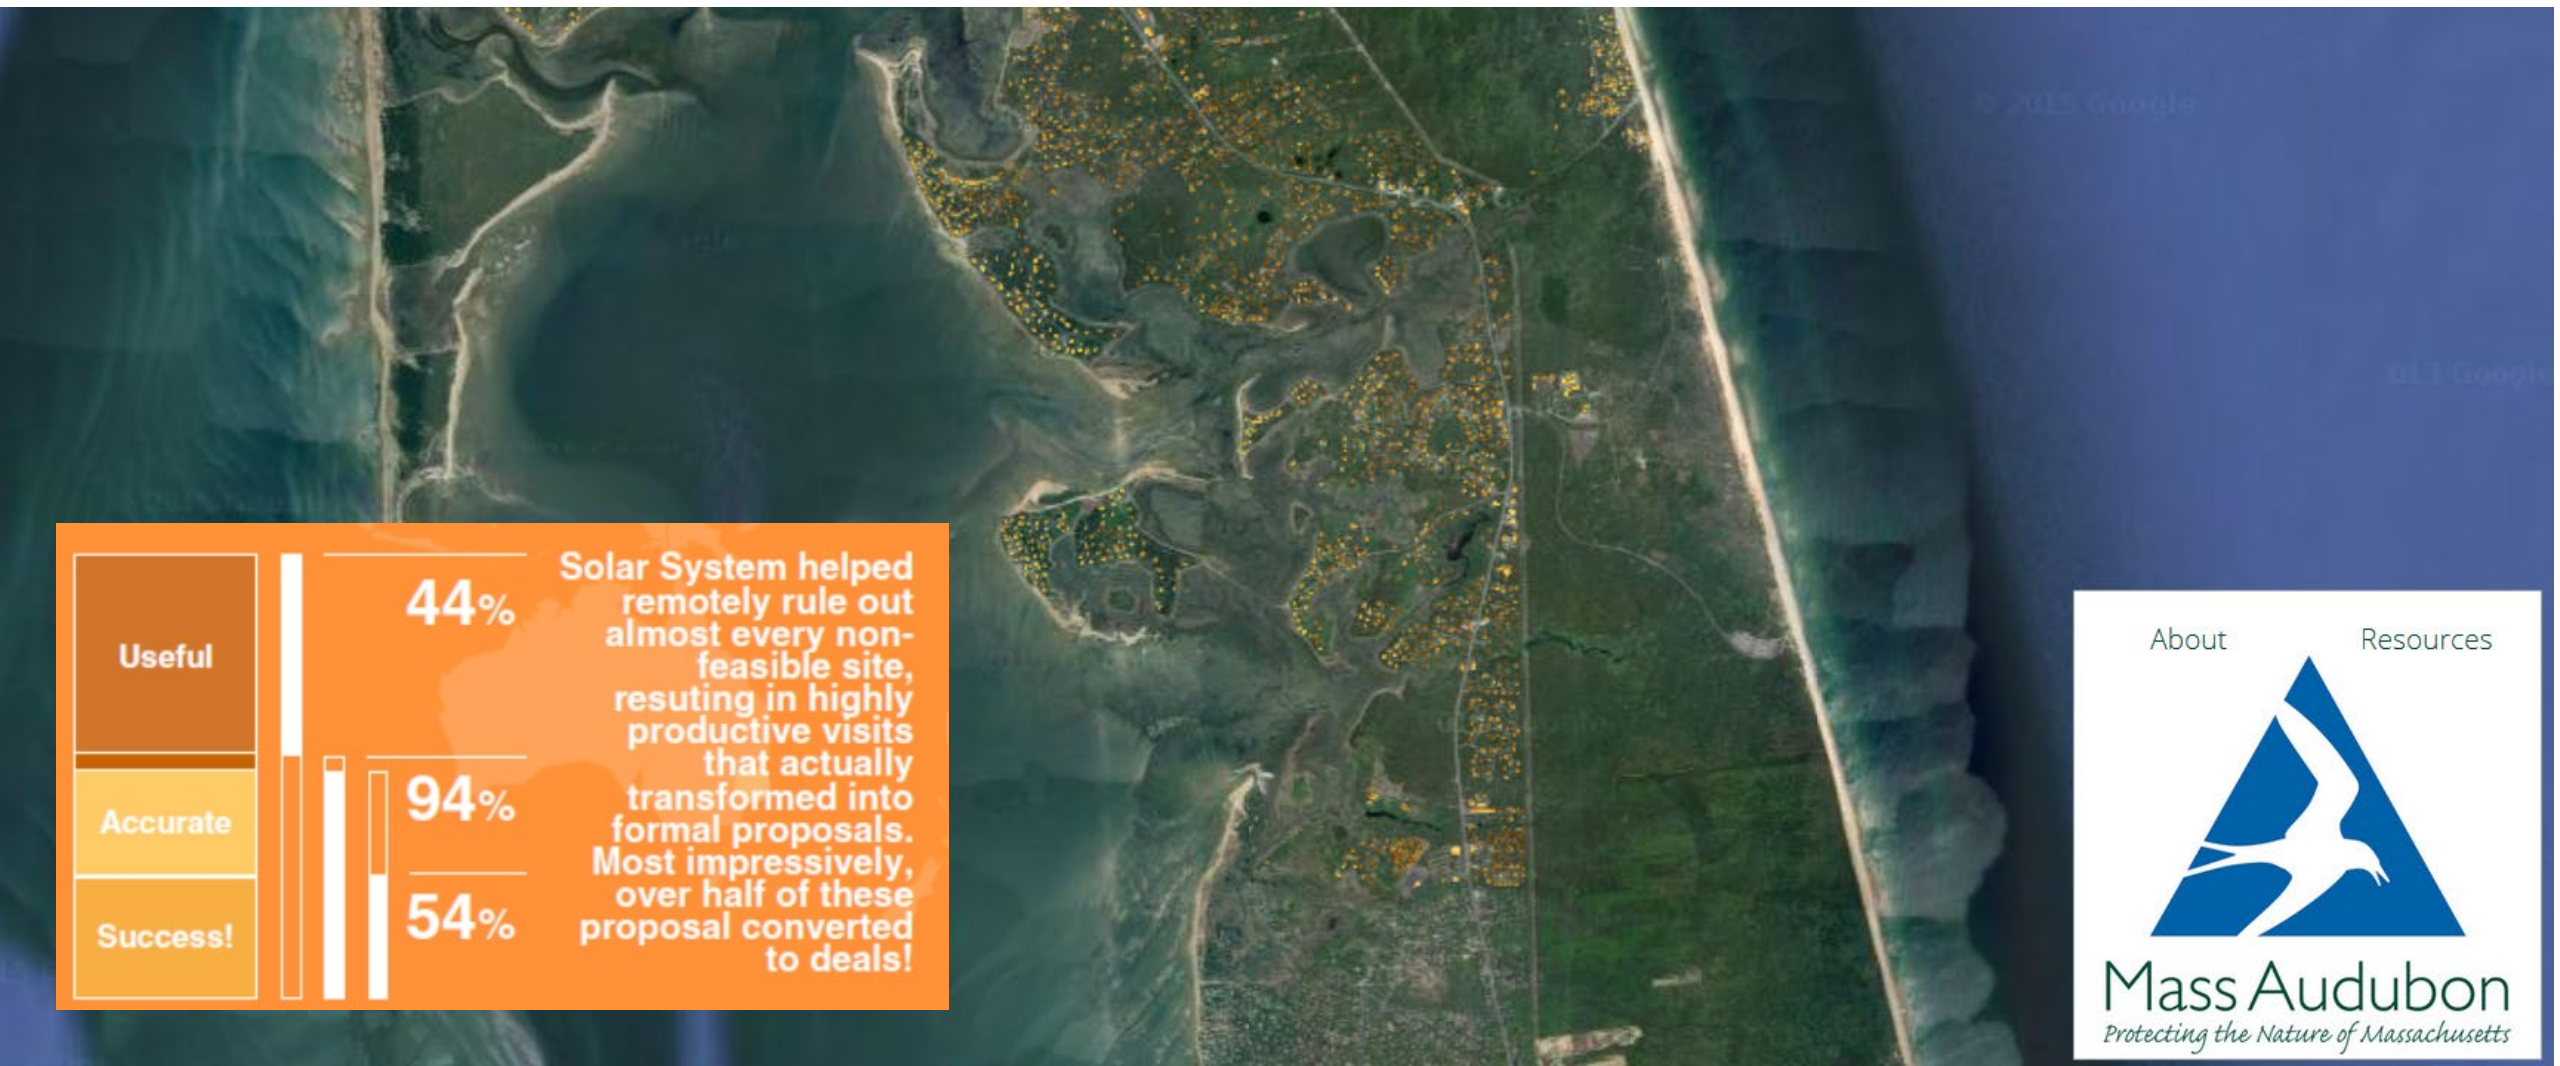 © 2015 Google
Useful
Accurate
Success!
44%
94%
54%
Solar System helped
remotely rule out
almost every non-
feasible site,
resuting in highly
productive visits
that actually
transformed into
formal proposals.
Most impressively,
over half of these
proposal converted
to deals!
About
Resources
Mass Audubon
Protecting the Nature of Massachusetts